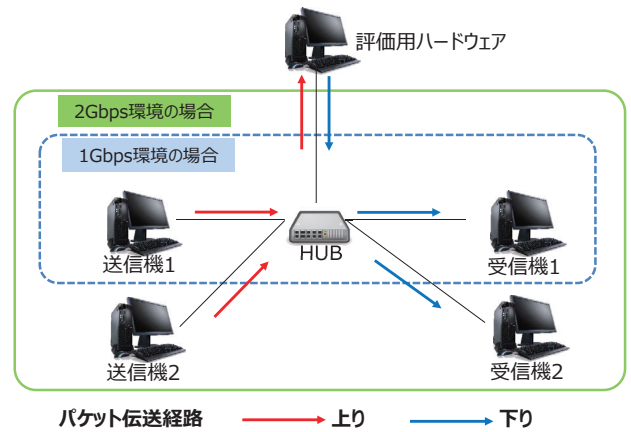 評価用ハードウェア
2Gbps環境の場合
1Gbps環境の場合
送信機1
HUB
受信機1
送信機2
受信機2
パケット伝送経路 上り 下り